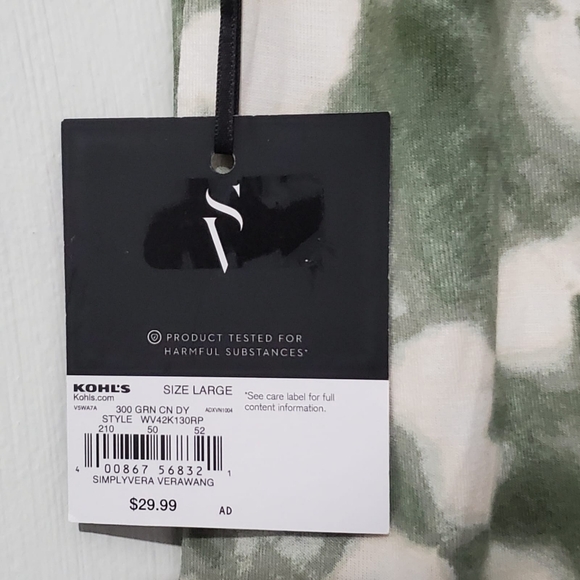 SV
PRODUCT TESTED FOR
HARMFUL SUBSTANCES*
KOHL'S SIZE LARGE
Kohls.com
*See care label for full
content information.
VSWA7A 300 GRN CN DY ADXVN1004
STYLE WV42K130RP
210 50 52
4 00867 56832 1
SIMPLYVERA VERAWANG
$29.99 AD